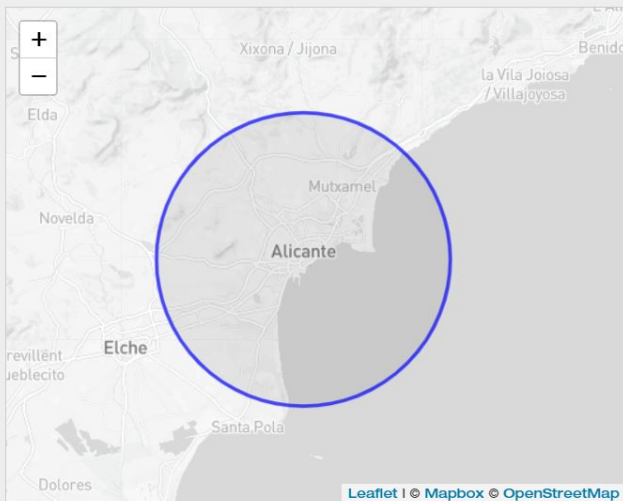 +
−
Xixona / Jijona
Benido
la Vila Joiosa
/ Villajoyosa
Elda
Mutxamel
Novelda
Alicante
Elche
revillent
ueblecito
Santa Pola
Dolores
Leaflet | © Mapbox © OpenStreetMap